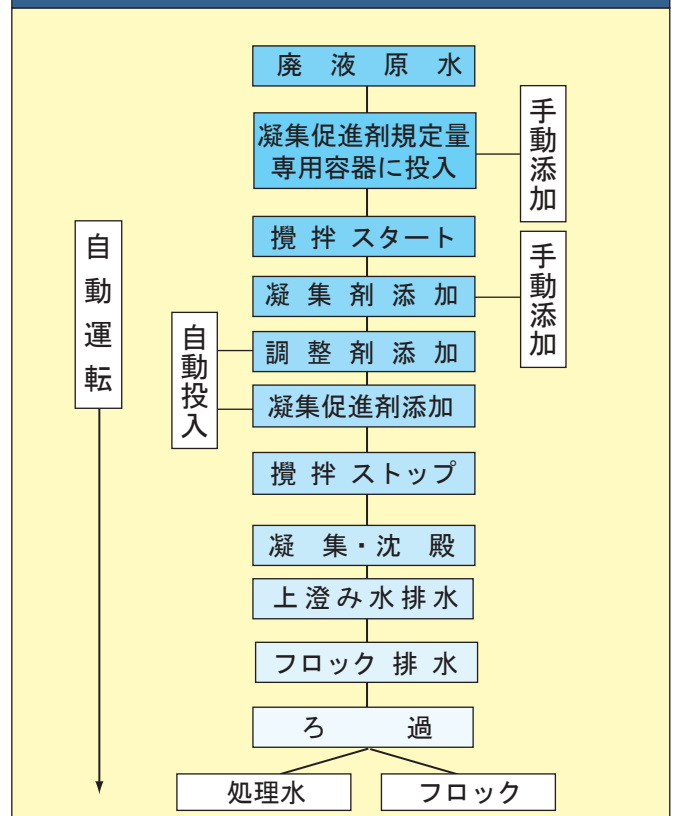 廃液原水
凝集促進剤規定量
専用容器に投入
手動添加
自動運転
攪拌スタート
凝集剤添加
手動添加
自動投入
調整剤添加
凝集促進剤添加
攪拌ストップ
凝集・沈殿
上澄み水排水
フロック排水
ろ過
処理水
フロック